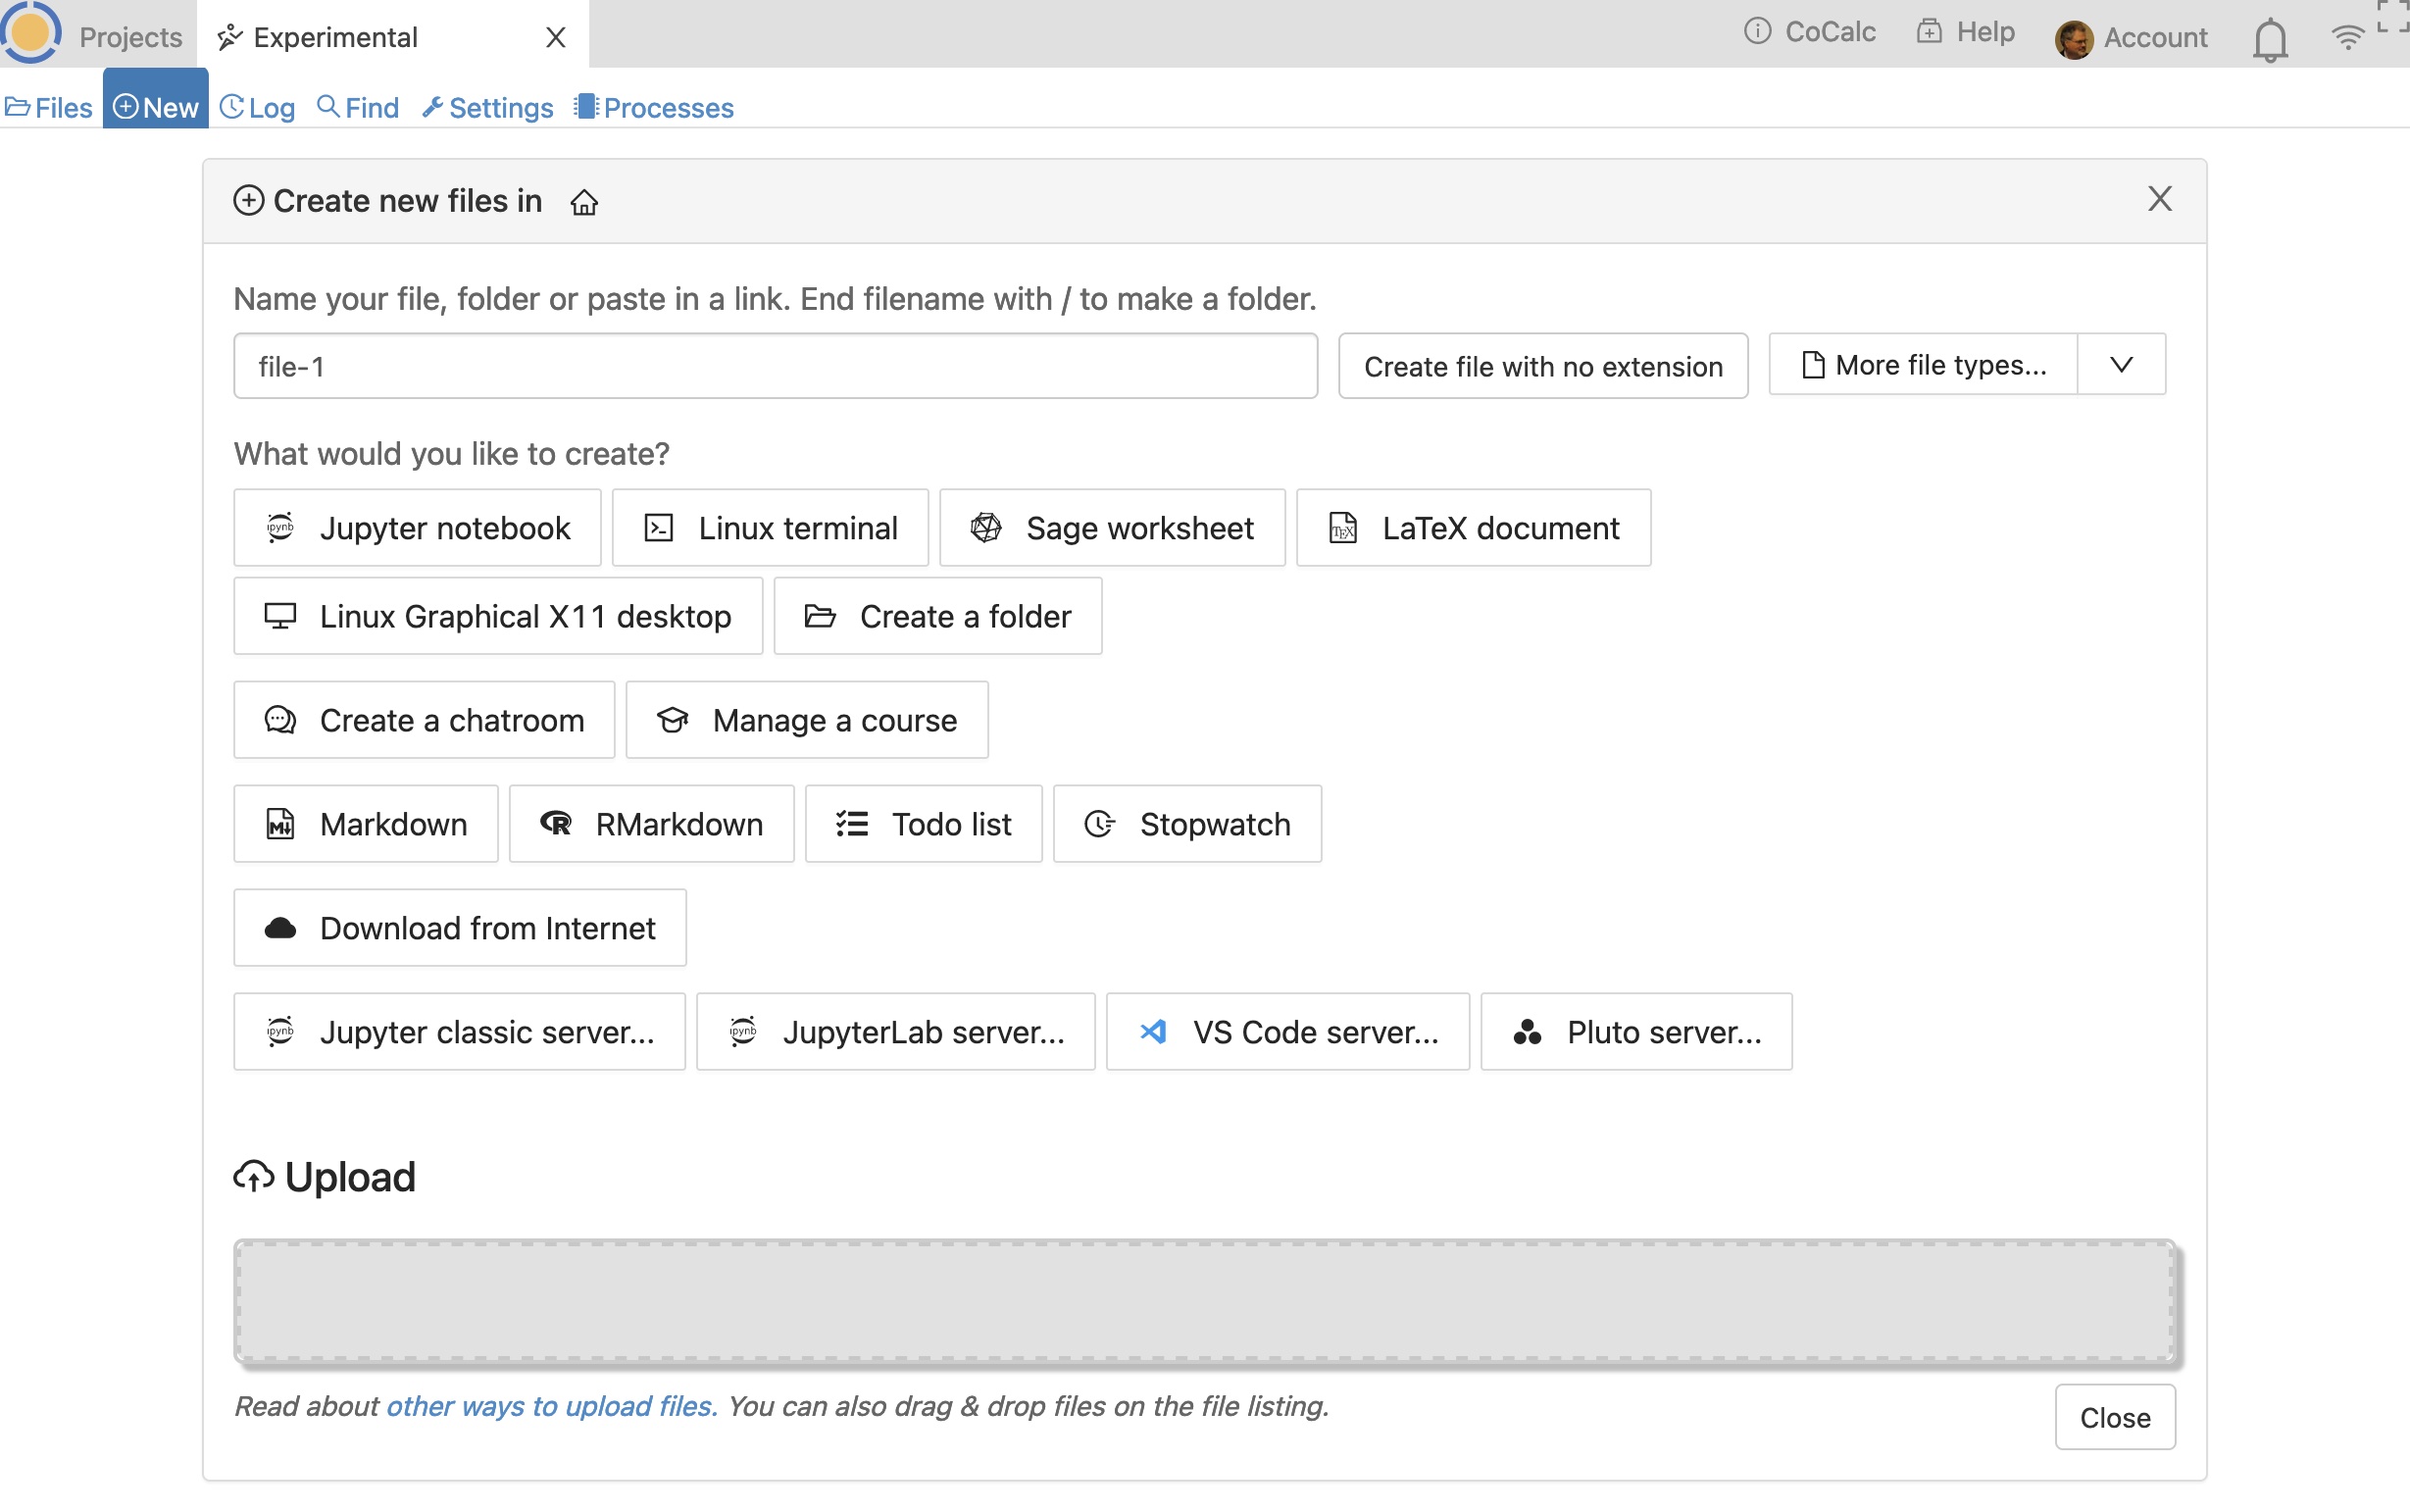 Projects Experimental CoCalc Help Account
Files New Log Find Settings Processes
Create new files in
Name your file, folder or paste in a link. End filename with / to make a folder.
file-1 Create file with no extension More file types...
What would you like to create?
ipynb Jupyter notebook Linux terminal Sage worksheet TEX LaTeX document
Linux Graphical X11 desktop Create a folder
Create a chatroom Manage a course
M Markdown R RMarkdown Todo list Stopwatch
Download from Internet
ipynb Jupyter classic server... ipynb JupyterLab server... VS Code server... Pluto server...
Upload
Read about other ways to upload files. You can also drag & drop files on the file listing.
Close